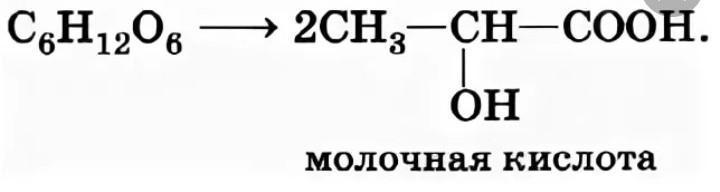 C₆H₁₂O₆ ⟶ 2CH₃—CH—COOH.
|
OH
молочная кислота